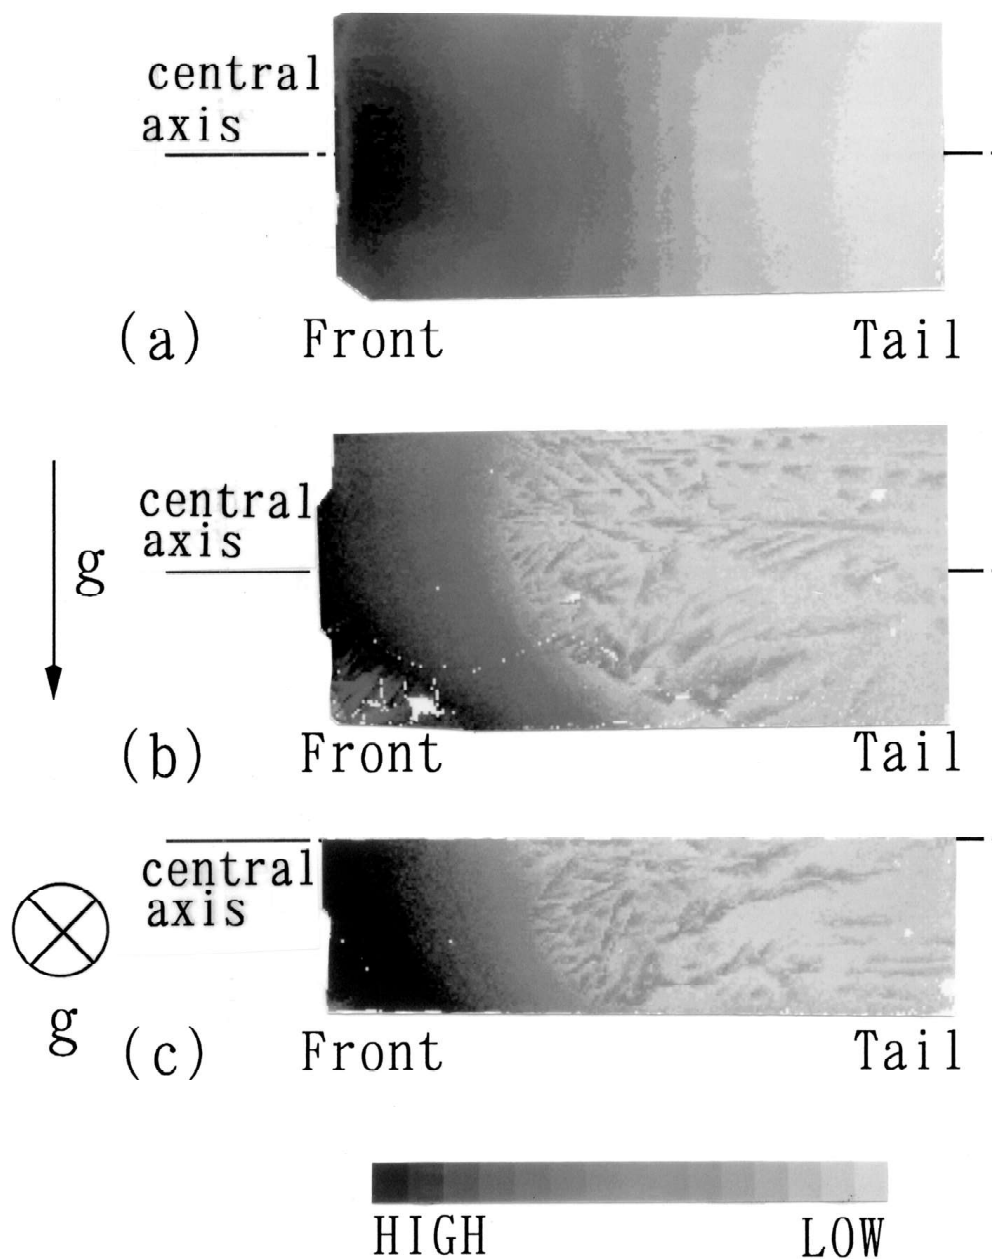 central
axis
(a) Front Tail
central
axis
g
(b) Front Tail
central
axis
g
(c) Front Tail
HIGH LOW